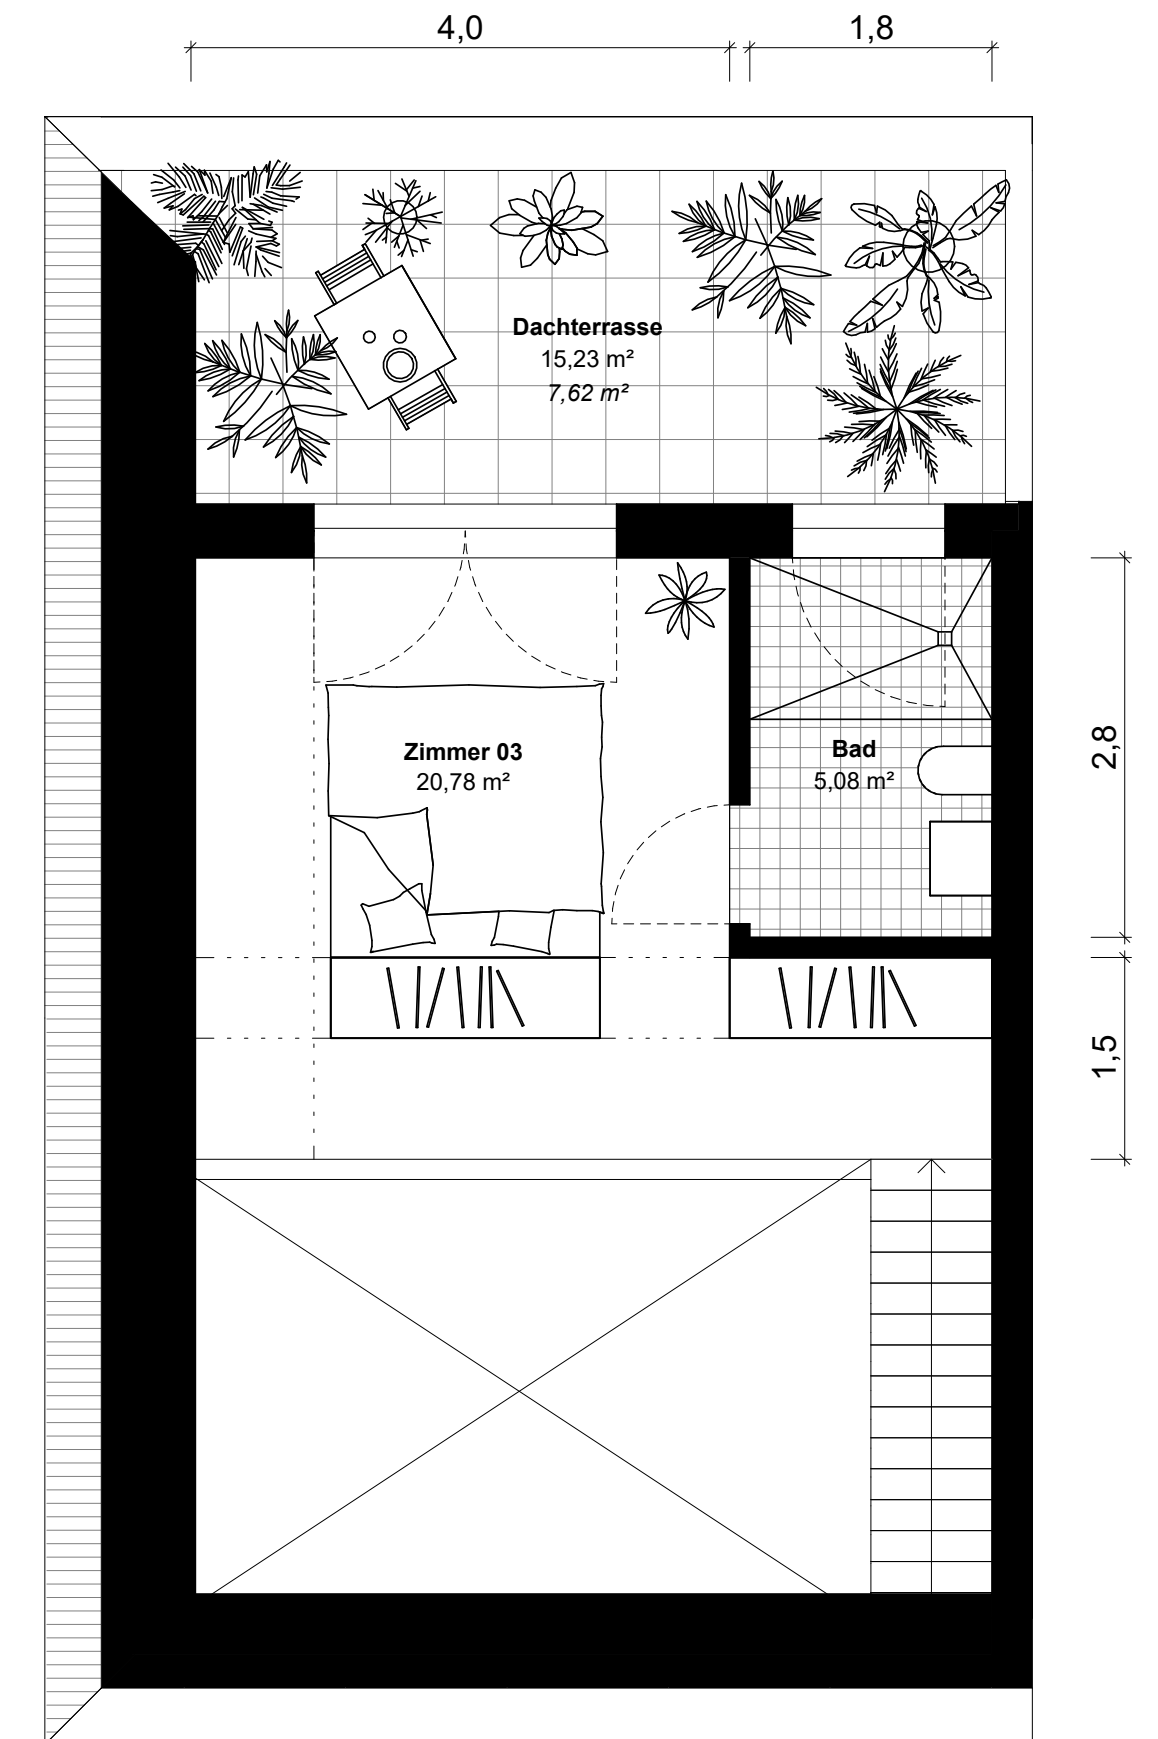 4,0
1,8
Dachterrasse
15,23 m²
7,62 m²
Zimmer 03
20,78 m²
Bad
5,08 m²
2,8
1,5